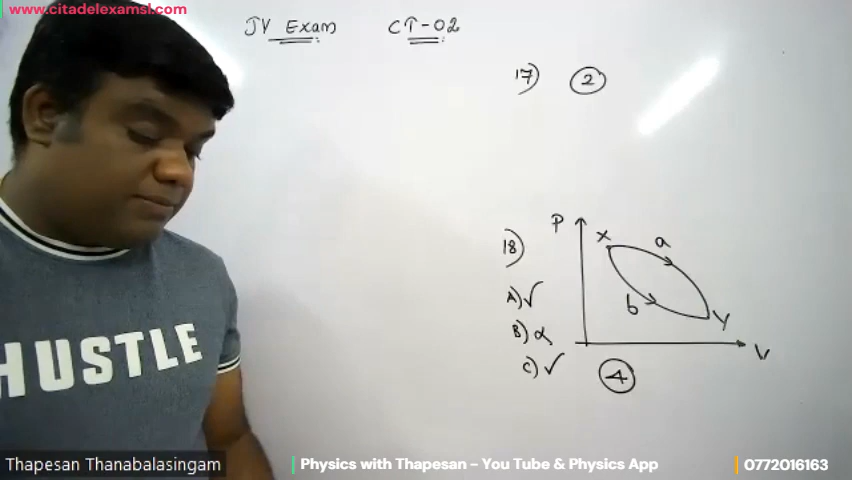 www.citadelexamsl.com
JV Exam CT-02
17) 2
P
X a
18)
A) √
b Y
B) x
C) √
V
4
HUSTLE
Thapesan Thanabalasingam
Physics with Thapesan - You Tube & Physics App
0772016163